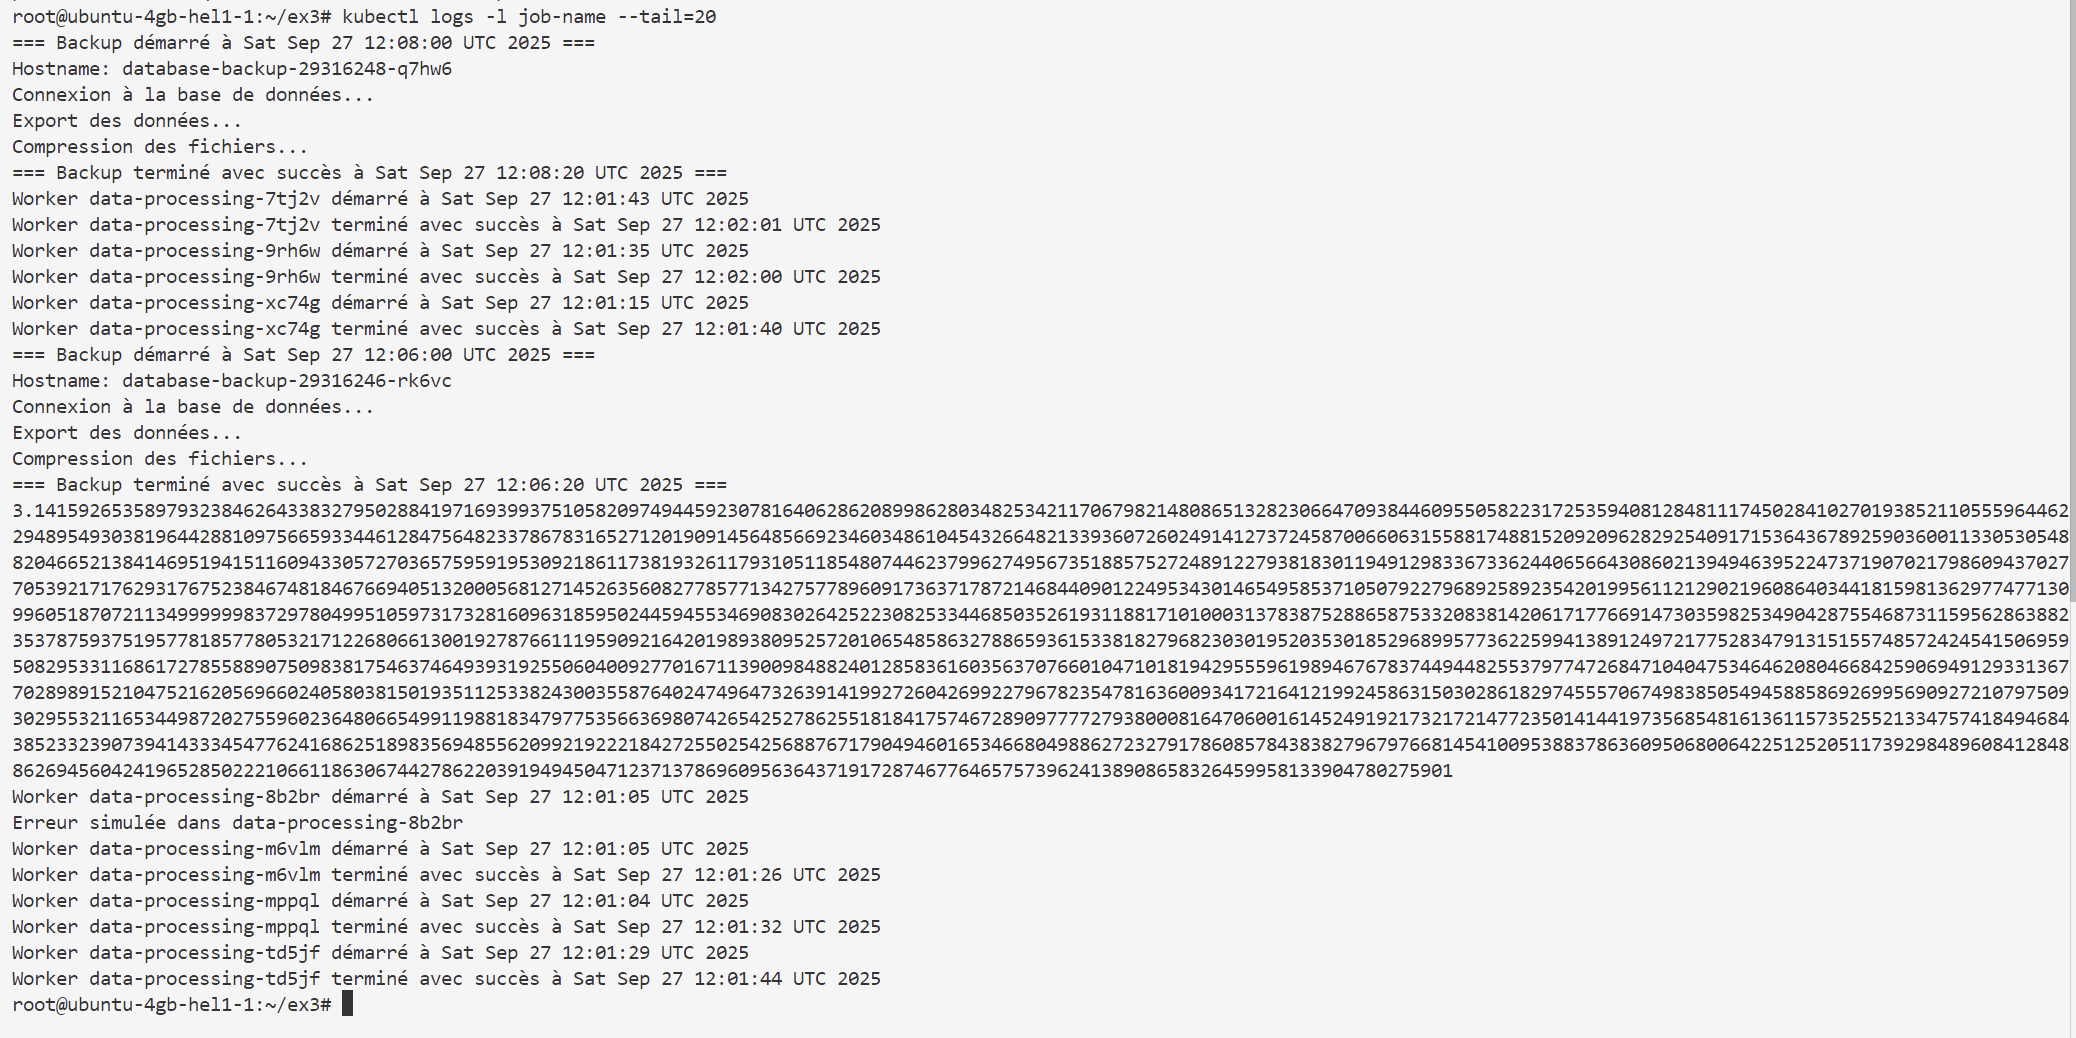 root@ubuntu-4gb-hel1-1:~/ex3# kubectl logs -l job-name --tail=20
=== Backup démarré à Sat Sep 27 12:08:00 UTC 2025 ===
Hostname: database-backup-29316248-q7hw6
Connexion à la base de données...
Export des données...
Compression des fichiers...
=== Backup terminé avec succès à Sat Sep 27 12:08:20 UTC 2025 ===
Worker data-processing-7tj2v démarré à Sat Sep 27 12:01:43 UTC 2025
Worker data-processing-7tj2v terminé avec succès à Sat Sep 27 12:02:01 UTC 2025
Worker data-processing-9rh6w démarré à Sat Sep 27 12:01:35 UTC 2025
Worker data-processing-9rh6w terminé avec succès à Sat Sep 27 12:02:00 UTC 2025
Worker data-processing-xc74g démarré à Sat Sep 27 12:01:15 UTC 2025
Worker data-processing-xc74g terminé avec succès à Sat Sep 27 12:01:40 UTC 2025
=== Backup démarré à Sat Sep 27 12:06:00 UTC 2025 ===
Hostname: database-backup-29316246-rk6vc
Connexion à la base de données...
Export des données...
Compression des fichiers...
=== Backup terminé avec succès à Sat Sep 27 12:06:20 UTC 2025 ===
3.14159265358979323846264338327950288419716939937510582097494459230781640628620899862803482534211706798214808651328230664709384460955058223172535940812848111745028410270193852110555964462
29489549303819644288109756659334461284756482337867831652712019091456485669234603486104543266482133936072602491412737245870066063155881748815209209628292540917153643678925903600113305305488204665213841469519415116094330572703657595919530921861173819326117931051185480744623799627495673518857527248912279381830119491298336733624406566430860213949463952247371907021798609437027
70539217176293176752384674818467669405132000568127145263560827785771342757789609173637178721468440901224953430146549585371050792279689258923542019956112129021960864034418159813629774771309960518707211349999998372978049951059731732816096318595024459455346908302642522308253344685035261931188171010003137838752886587533208381420617177669147303598253490428755468731159562863882
35378759375195778185778053217122680661300192787661119590921642019893809525720106548586327886593615338182796823030195203530185296899577362259941389124972177528347913151557485724245415069595082953311686172785588907509838175463746493931925506040092770167113900984882401285836160356370766010471018194295559619894676783744944825537977472684710404753464620804668425906949129331367
70289891521047521620569660240580381501935112533824300355876402474964732639141992726042699227967823547816360093417216412199245863150302861829745557067498385054945885869269956909272107975093029553211653449872027559602364806654991198818347977535663698074265425278625518184175746728909777727938000816470600161452491921732172147723501414419735685481613611573525521334757418494684
38523323907394143334547762416862518983569485562099219222184272550254256887671790494601653466804988627232791786085784383827967976681454100953883786360950680064225125205117392984896084128488626945604241965285022210661186306744278622039194945047123713786960956364371917287467764657573962413890865832645995813390478027590​1
Worker data-processing-8b2br démarré à Sat Sep 27 12:01:05 UTC 2025
Erreur simulée dans data-processing-8b2br
Worker data-processing-m6vlm démarré à Sat Sep 27 12:01:05 UTC 2025
Worker data-processing-m6vlm terminé avec succès à Sat Sep 27 12:01:26 UTC 2025
Worker data-processing-mppql démarré à Sat Sep 27 12:01:04 UTC 2025
Worker data-processing-mppql terminé avec succès à Sat Sep 27 12:01:32 UTC 2025
Worker data-processing-td5jf démarré à Sat Sep 27 12:01:29 UTC 2025
Worker data-processing-td5jf terminé avec succès à Sat Sep 27 12:01:44 UTC 2025
root@ubuntu-4gb-hel1-1:~/ex3#